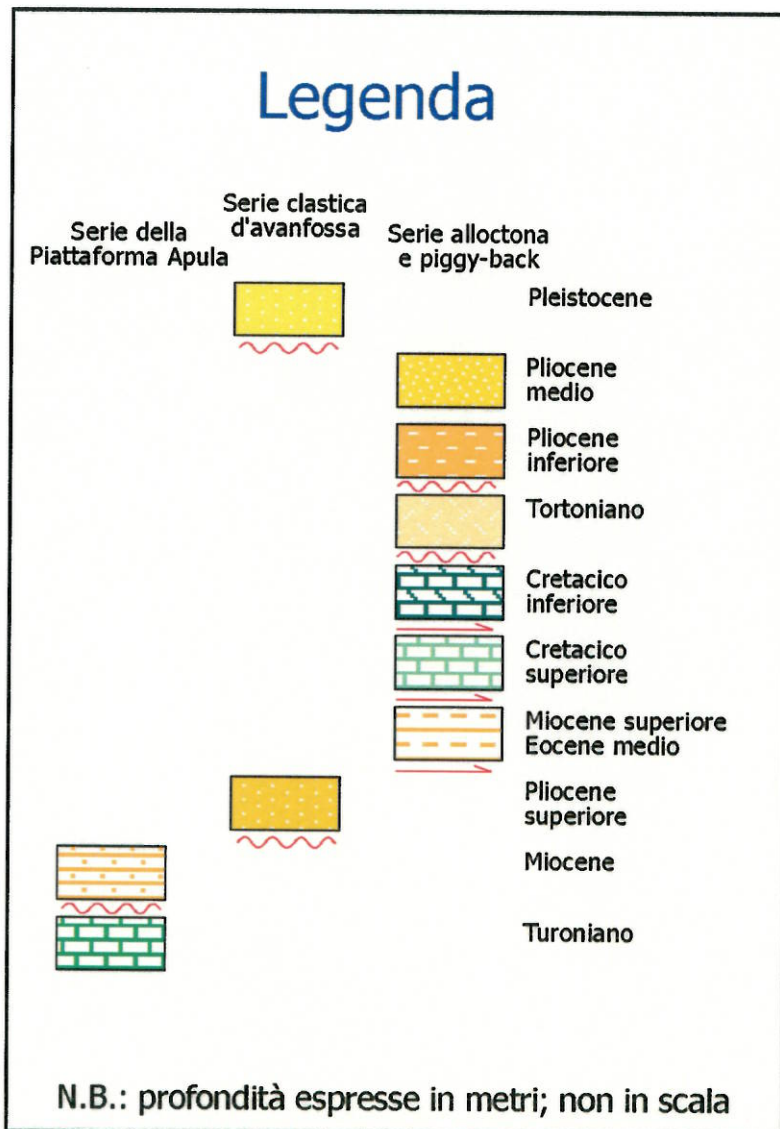 Legenda
Serie della
Piattaforma Apula
Serie clastica
d'avanfossa
Serie alloctona
e piggy-back
Pleistocene
Pliocene
medio
Pliocene
inferiore
Tortoniano
Cretacico
inferiore
Cretacico
superiore
Miocene superiore
Eocene medio
Pliocene
superiore
Miocene
Turoniano
N.B.: profondità espresse in metri; non in scala